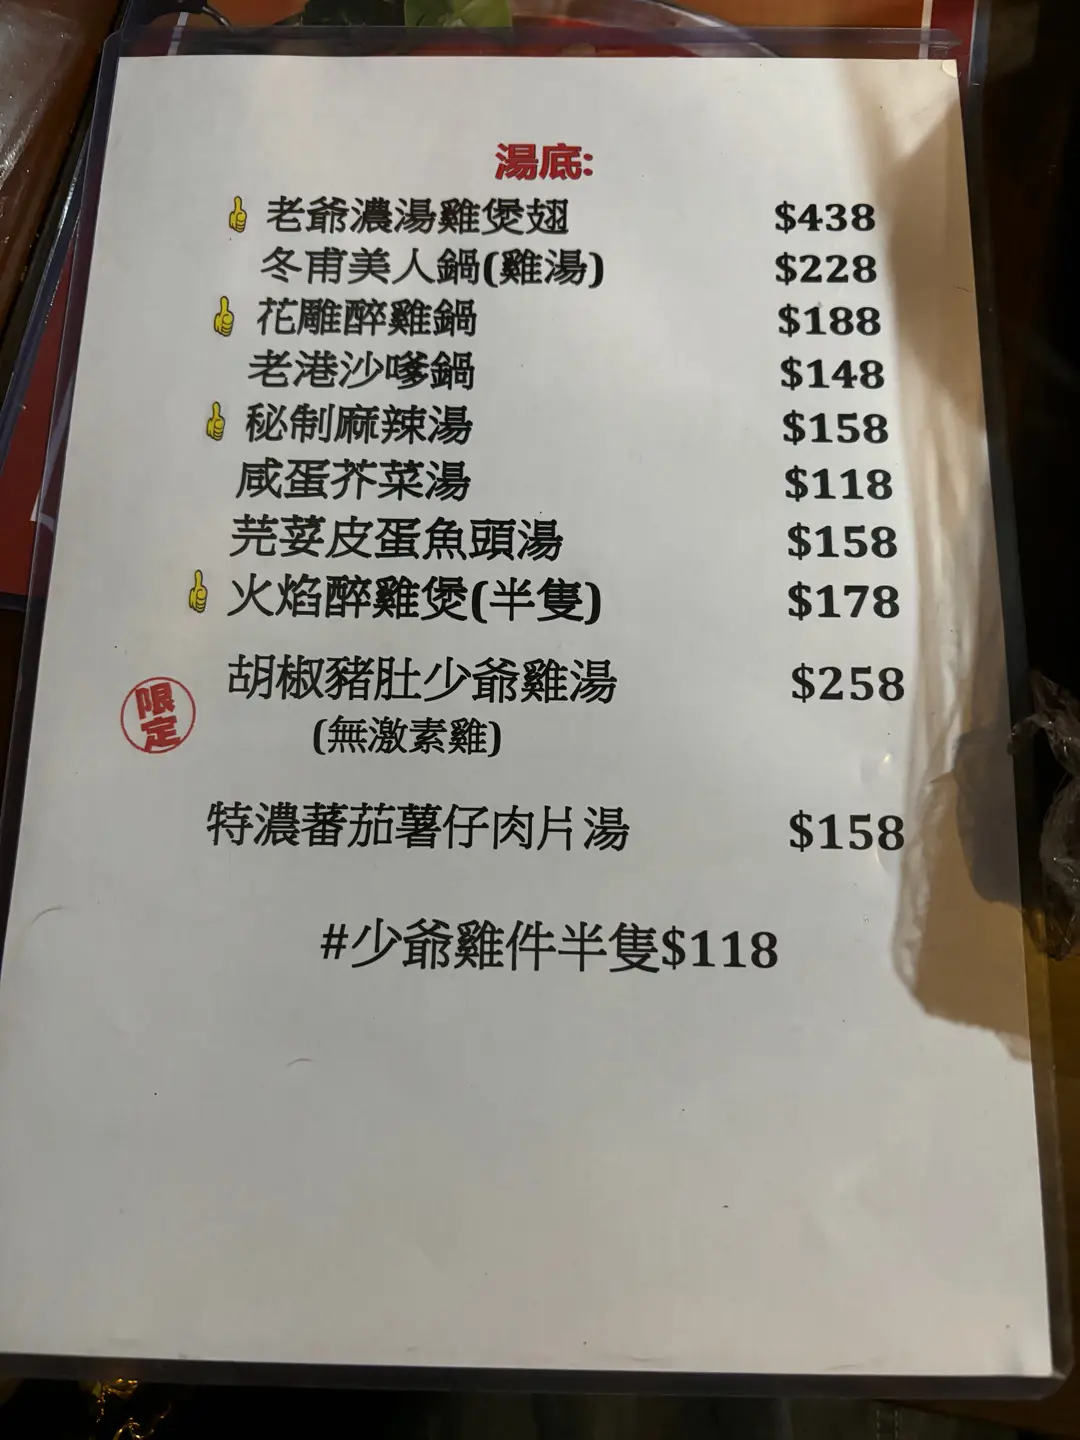 湯底:
老爺濃湯雞煲翅 $438
冬甫美人鍋(雞湯) $228
花雕醉雞鍋 $188
老港沙嗲鍋 $148
秘制麻辣湯 $158
咸蛋芥菜湯 $118
芫荽皮蛋魚頭湯 $158
火焰醉雞煲(半隻) $178
胡椒豬肚少爺雞湯 $258
限定
(無激素雞)
特濃蕃茄薯仔肉片湯 $158
#少爺雞件半隻$118